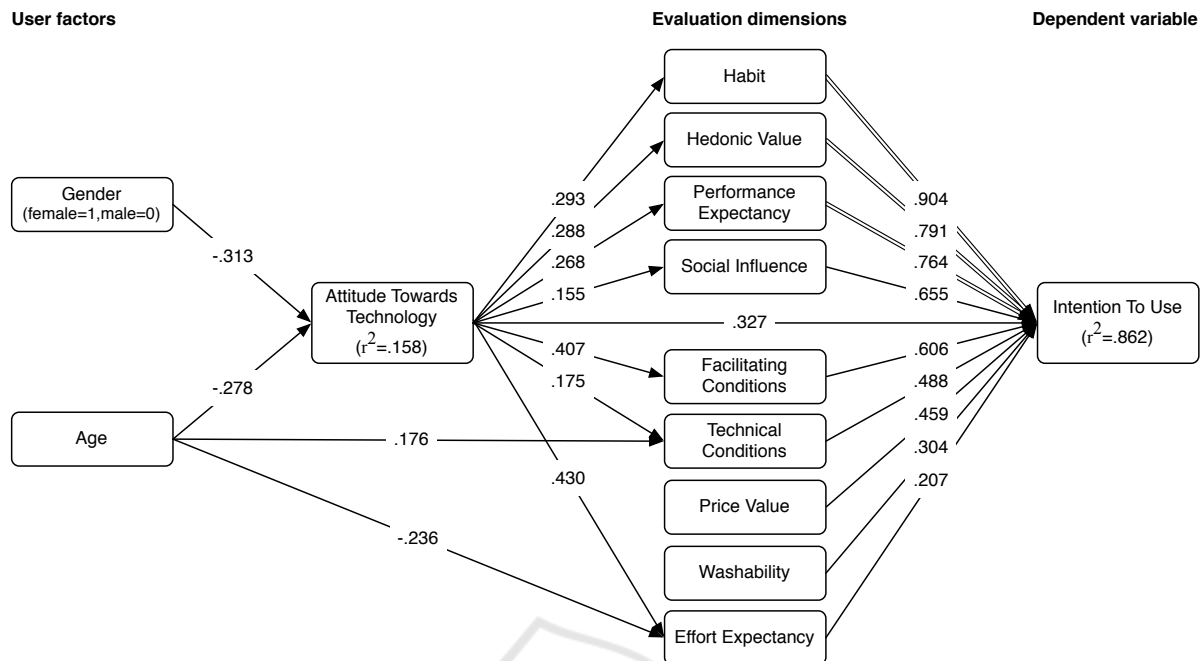 User factors
Evaluation dimensions
Dependent variable
Habit
Hedonic Value
Gender
(female=1,male=0)
Performance
Expectancy
.293
.904
.288
.791
-.313
.268
.764
Social Influence
.155
.655
Attitude Towards
Technology
(r²=.158)
.327
Intention To Use
(r²=.862)
.407
.606
Facilitating
Conditions
-.278
.175
.488
.459
Age
.176
Technical
Conditions
.304
.430
.207
Price Value
-.236
Washability
Effort Expectancy